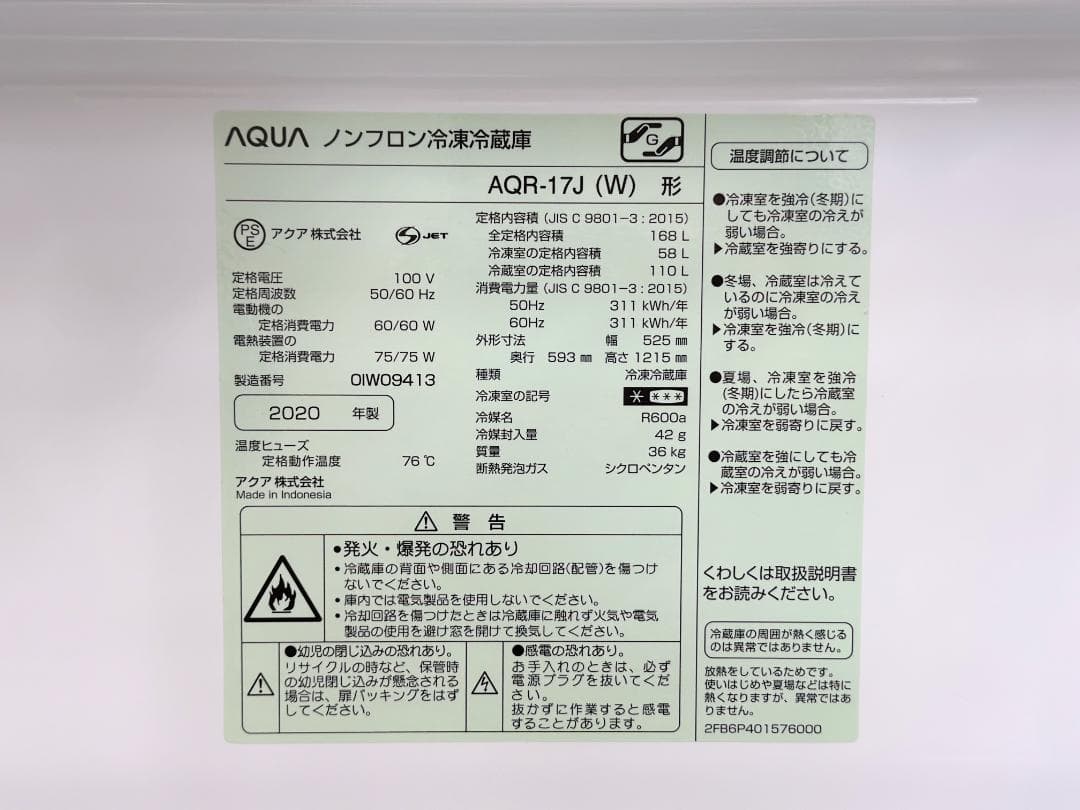 AQUA ノンフロン冷凍冷蔵庫
G
AQR-17J (W) 形
PSE アクア株式会社 S JET
定格電圧 100 V
定格周波数 50/60 Hz
電動機の
定格消費電力 60/60 W
電熱装置の
定格消費電力 75/75 W
製造番号 OIW09413
2020 年製
温度ヒューズ
定格動作温度 76 ℃
アクア株式会社
Made in Indonesia
定格内容積 (JIS C 9801-3 : 2015)
全定格内容積 168 L
冷凍室の定格内容積 58 L
冷蔵室の定格内容積 110 L
消費電力量 (JIS C 9801-3 : 2015)
50Hz 311 kWh/年
60Hz 311 kWh/年
外形寸法 幅 525 ㎜
奥行 593 ㎜ 高さ 1215 ㎜
種類 冷凍冷蔵庫
冷凍室の記号 * ***
冷媒名 R600a
冷媒封入量 42 g
質量 36 kg
断熱発泡ガス シクロペンタン
⚠ 警告
•発火・爆発の恐れあり
•冷蔵庫の背面や側面にある冷却回路(配管)を傷つけ
ないでください。
•庫内では電気製品を使用しないでください。
•冷却回路を傷つけたときは冷蔵庫に触れず火気や電気
製品の使用を避け窓を開けて換気してください。
●幼児の閉じ込みの恐れあり。
リサイクルの時など、保管時
の幼児閉じ込みが懸念される
場合は、扉パッキングをはず
してください。
●感電の恐れあり。
お手入れのときは、必ず
電源プラグを抜いてくだ
さい。
抜かずに作業すると感電
することがあります。
温度調節について
●冷凍室を強冷(冬期)に
しても冷凍室の冷えが
弱い場合。
▶冷蔵室を強寄りにする。
●冬場、冷蔵室は冷えて
いるのに冷凍室の冷え
が弱い場合。
▶冷凍室を強冷(冬期)に
する。
●夏場、冷凍室を強冷
(冬期)にしたら冷蔵室
の冷えが弱い場合。
▶冷凍室を弱寄りに戻す。
●冷蔵室を強にしても冷
蔵室の冷えが弱い場合。
▶冷凍室を弱寄りに戻す。
くわしくは取扱説明書
をお読みください。
冷蔵庫の周囲が熱く感じる
のは異常ではありません。
放熱をしているためです。
使いはじめや夏場などは特に
熱くなりますが、異常ではあ
りません。
2FB6P401576000